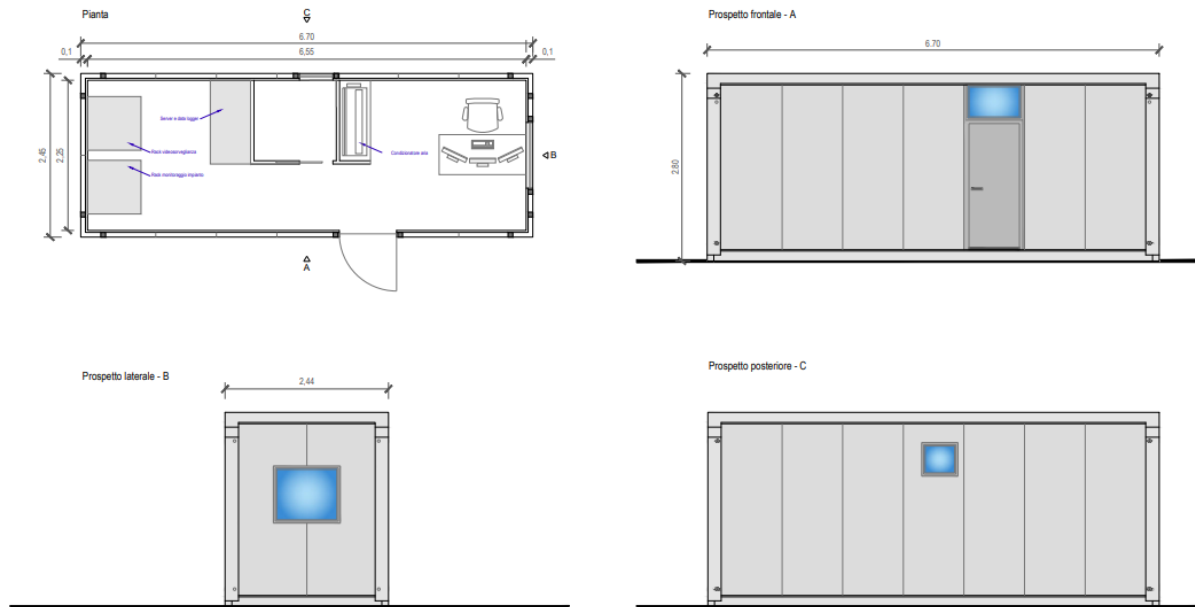 Pianta
C
6.70
0,1
6,55
0,1
2.45
2.25
Server e data logger
Rack videosorveglianza
Rack monitoraggio impianto
Condizionatore aria
B
A
Prospetto frontale - A
6.70
2.80
Prospetto laterale - B
2,44
Prospetto posteriore - C